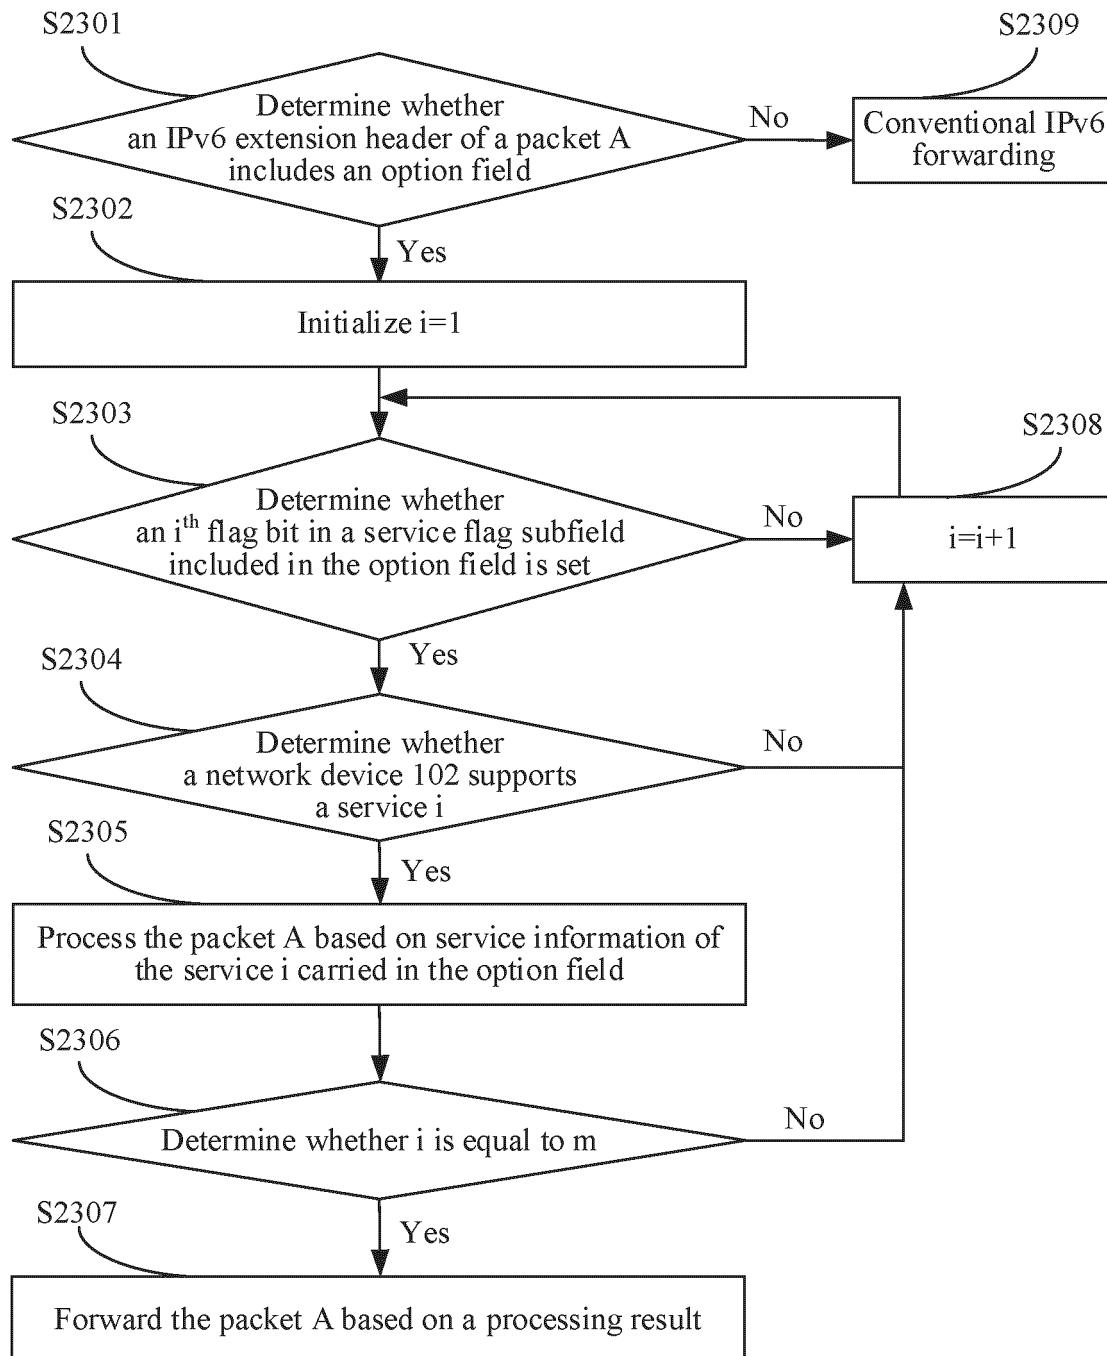 S2301
S2309
Determine whether
an IPv6 extension header of a packet A
includes an option field
No
Conventional IPv6
forwarding
S2302
Yes
Initialize i=1
S2303
S2308
Determine whether
an ith flag bit in a service flag subfield
included in the option field is set
No
i=i+1
Yes
S2304
Determine whether
a network device 102 supports
a service i
No
S2305
Yes
Process the packet A based on service information of
the service i carried in the option field
S2306
Determine whether i is equal to m
No
S2307
Yes
Forward the packet A based on a processing result